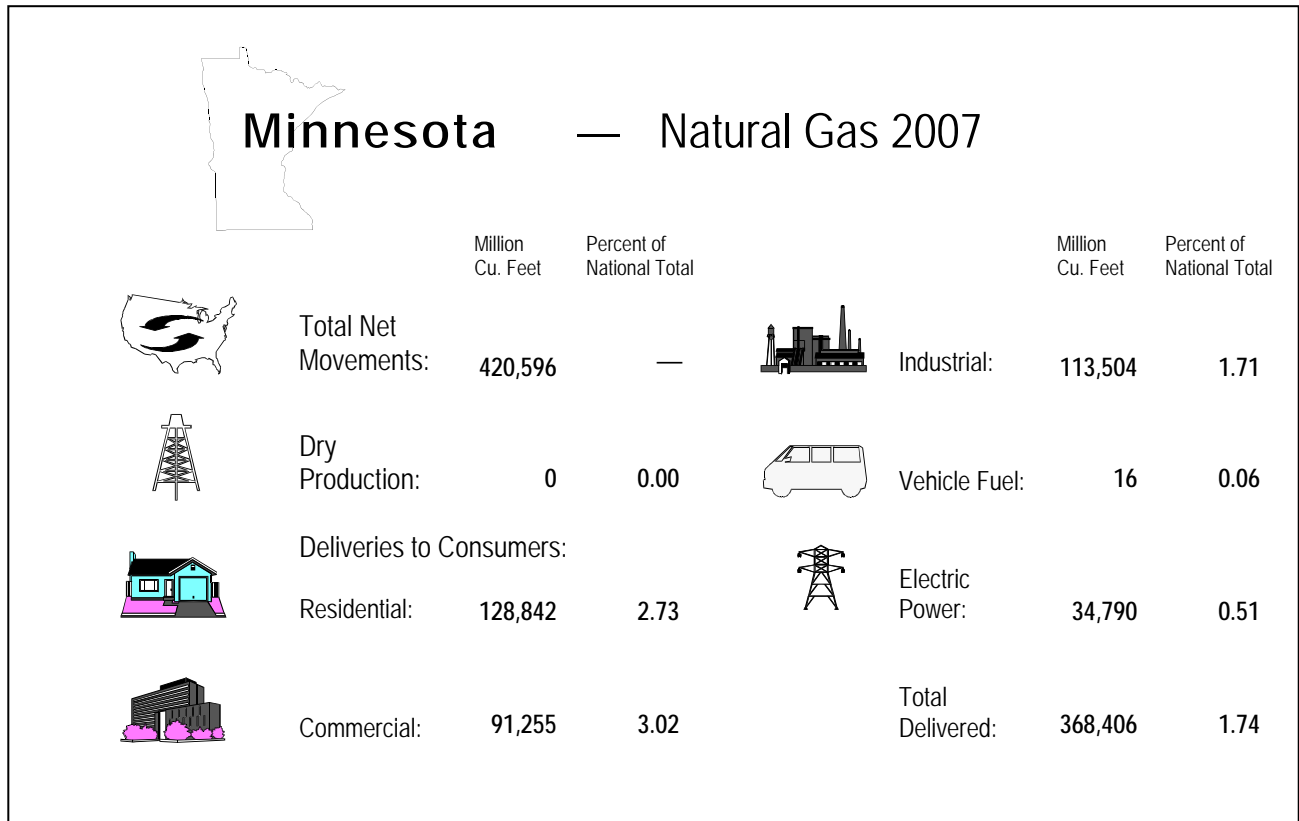 Minnesota — Natural Gas 2007
Million Cu. Feet Percent of National Total
Total Net
Movements: 420,596 —
Dry
Production: 0 0.00
Deliveries to Consumers:
Residential: 128,842 2.73
Commercial: 91,255 3.02
Million Cu. Feet Percent of National Total
Industrial: 113,504 1.71
Vehicle Fuel: 16 0.06
Electric
Power: 34,790 0.51
Total
Delivered: 368,406 1.74